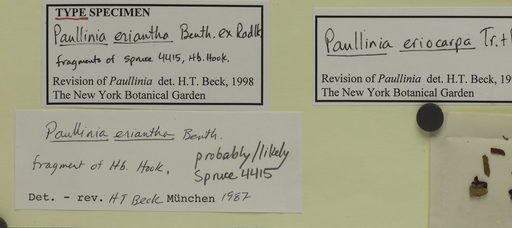 TYPE SPECIMEN
Paullinia eriantha Benth. ex Radlk
fragments of Spruce 4415, Hb. Hook.
Revision of Paullinia det. H.T. Beck, 1998
The New York Botanical Garden
Paullinia eriocarpa Tr. +
Revision of Paullinia det. H.T. Beck, 19
The New York Botanical Garden
Paullinia eriantha Benth.
fragment of Hb. Hook, probably/likely
Spruce 4415
Det. - rev. HT Beck München 1987